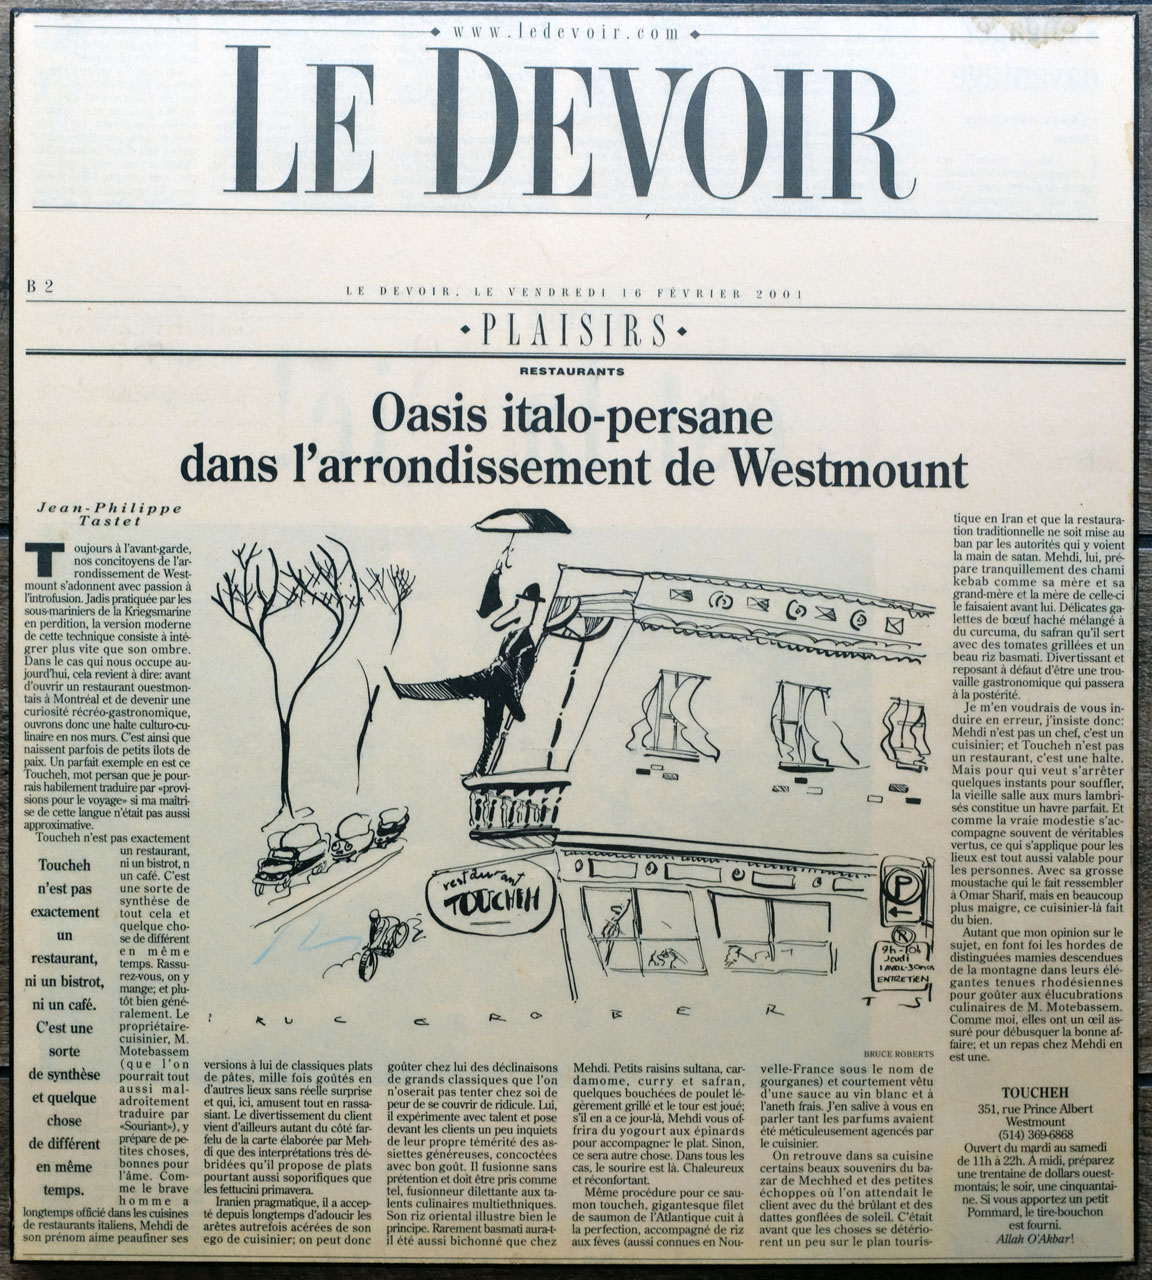 www.ledevoir.com
LE DEVOIR
B 2
LE DEVOIR, LE VENDREDI 16 FÉVRIER 2001
PLAISIRS
RESTAURANTS
Oasis italo-persane
dans l'arrondissement de Westmount
Jean-Philippe
Tastet
Toujours à l'avant-garde,
nos concitoyens de l'ar-
rondissement de West-
mount s'adonnent avec passion à
l'introfusion. Jadis pratiquée par les
sous-mariniers de la Kriegsmarine
en perdition, la version moderne
de cette technique consiste à inté-
grer plus vite que son ombre.
Dans le cas qui nous occupe au-
jourd'hui, cela revient à dire: avant
d'ouvrir un restaurant ouestmon-
tais à Montréal et de devenir une
curiosité récréo-gastronomique,
ouvrons donc une halte culturo-cu-
linaire en nos murs. C'est ainsi que
naissent parfois de petits îlots de
paix. Un parfait exemple en est ce
Toucheh, mot persan que je pour-
rais habilement traduire par «provi-
sions pour le voyage» si ma maîtri-
se de cette langue n'était pas aussi
approximative.
Toucheh n'est pas exactement
un restaurant,
ni un bistrot, n
un café. C'est
une sorte de
synthèse de
tout cela et
quelque cho-
se de différent
en même
temps. Rassu-
rez-vous, on y
mange; et plu-
tôt bien géné-
ralement. Le
propriétaire-
cuisinier, M.
Motebassem
(que l'on
pourrait tout
aussi mal-
adroitement
traduire par
«Souriant»), y
prépare de pe-
tites choses,
bonnes pour
l'âme. Com-
me le brave
homme a
longtemps officié dans les cuisines
de restaurants italiens, Mehdi de
son prénom aime peaufiner ses
Toucheh
n'est pas
exactement
un
restaurant,
ni un bistrot,
ni un café.
C'est une
sorte
de synthèse
et quelque
chose
de différent
en même
temps.
restaurant
TOUCHEH
P
9h-10h
Jeudi
1 AVRIL-30 NOV
ENTRETIEN
BRUCE ROBERTS
versions à lui de classiques plats
de pâtes, mille fois goûtés en
d'autres lieux sans réelle surprise
et qui, ici, amusent tout en rassa-
siant. Le divertissement du client
vient d'ailleurs autant du côté far-
felu de la carte élaborée par Meh-
di que des interprétations très dé-
bridées qu'il propose de plats
pourtant aussi soporifiques que
les fettucini primavera.
Iranien pragmatique, il a accep-
té depuis longtemps d'adoucir les
arêtes autrefois acérées de son
ego de cuisinier; on peut donc
goûter chez lui des déclinaisons
de grands classiques que l'on
n'oserait pas tenter chez soi de
peur de se couvrir de ridicule. Lui,
il expérimente avec talent et pose
devant les clients un peu inquiets
de leur propre témérité des as-
siettes généreuses, concoctées
avec bon goût. Il fusionne sans
prétention et doit être pris comme
tel, fusionneur dilettante aux ta-
lents culinaires multiethniques.
Son riz oriental illustre bien le
principe. Rarement basmati aura-t-
il été aussi bichonné que chez
Mehdi. Petits raisins sultana, car-
damome, curry et safran,
quelques bouchées de poulet lé-
gèrement grillé et le tour est joué;
s'il en a ce jour-là, Mehdi vous of-
frira du yogourt aux épinards
pour accompagner le plat. Sinon,
ce sera autre chose. Dans tous les
cas, le sourire est là. Chaleureux
et réconfortant.
Même procédure pour ce sau-
mon toucheh, gigantesque filet
de saumon de l'Atlantique cuit à
la perfection, accompagné de riz
aux fèves (aussi connues en Nou-
velle-France sous le nom de
gourganes) et courtement vêtu
d'une sauce au vin blanc et à
l'aneth frais. J'en salive à vous en
parler tant les parfums avaient
été méticuleusement agencés par
le cuisinier.
On retrouve dans sa cuisine
certains beaux souvenirs du ba-
zar de Mechhed et des petites
échoppes où l'on attendait le
client avec du thé brûlant et des
dattes gonflées de soleil. C'était
avant que les choses se détério-
rent un peu sur le plan touris-
tique en Iran et que la restaura-
tion traditionnelle ne soit mise au
ban par les autorités qui y voient
la main de satan. Mehdi, lui, pré-
pare tranquillement des chami
kebab comme sa mère et sa
grand-mère et la mère de celle-ci
le faisaient avant lui. Délicates ga-
lettes de bœuf haché mélangé à
du curcuma, du safran qu'il sert
avec des tomates grillées et un
beau riz basmati. Divertissant et
reposant à défaut d'être une trou-
vaille gastronomique qui passera
à la postérité.
Je m'en voudrais de vous in-
duire en erreur, j'insiste donc:
Mehdi n'est pas un chef, c'est un
cuisinier; et Toucheh n'est pas
un restaurant, c'est une halte.
Mais pour qui veut s'arrêter
quelques instants pour souffler,
la vieille salle aux murs lambri-
sés constitue un havre parfait. Et
comme la vraie modestie s'ac-
compagne souvent de véritables
vertus, ce qui s'applique pour les
lieux est tout aussi valable pour
les personnes. Avec sa grosse
moustache qui le fait ressembler
à Omar Sharif, mais en beaucoup
plus maigre, ce cuisinier-là fait
du bien.
Autant que mon opinion sur le
sujet, en font foi les hordes de
distinguées mamies descendues
de la montagne dans leurs élé-
gantes tenues rhodésiennes
pour goûter aux élucubrations
culinaires de M. Motebassem.
Comme moi, elles ont un œil as-
suré pour débusquer la bonne af-
faire; et un repas chez Mehdi en
est une.
TOUCHEH
351, rue Prince Albert
Westmount
(514) 369-6868
Ouvert du mardi au samedi
de 11h à 22h. À midi, préparez
une trentaine de dollars ouest-
montais; le soir, une cinquantai-
ne. Si vous apportez un petit
Pommard, le tire-bouchon
est fourni.
Allah O'Akbar!